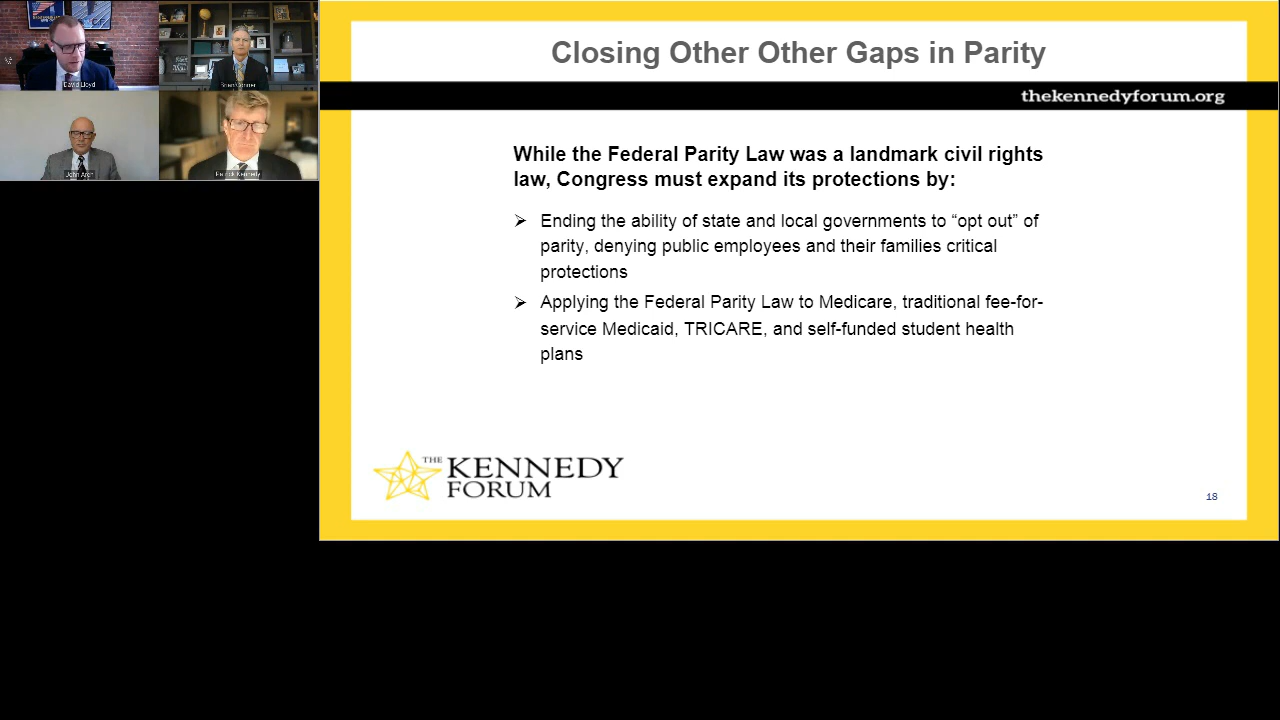 David Lloyd
John Arch
Patrick Kennedy
Closing Other Other Gaps in Parity
thekennedyforum.org
While the Federal Parity Law was a landmark civil rights
law, Congress must expand its protections by:
➢ Ending the ability of state and local governments to “opt out” of
parity, denying public employees and their families critical
protections
➢ Applying the Federal Parity Law to Medicare, traditional fee-for-
service Medicaid, TRICARE, and self-funded student health
plans
THE KENNEDY
FORUM
18